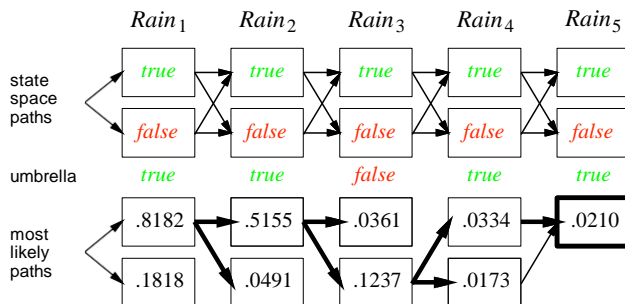 Rain1 Rain2 Rain3 Rain4 Rain5
true true true true true
state
space
paths
false false false false false
umbrella true true false true true
.8182 .5155 .0361 .0334 .0210
most
likely
paths
.1818 .0491 .1237 .0173